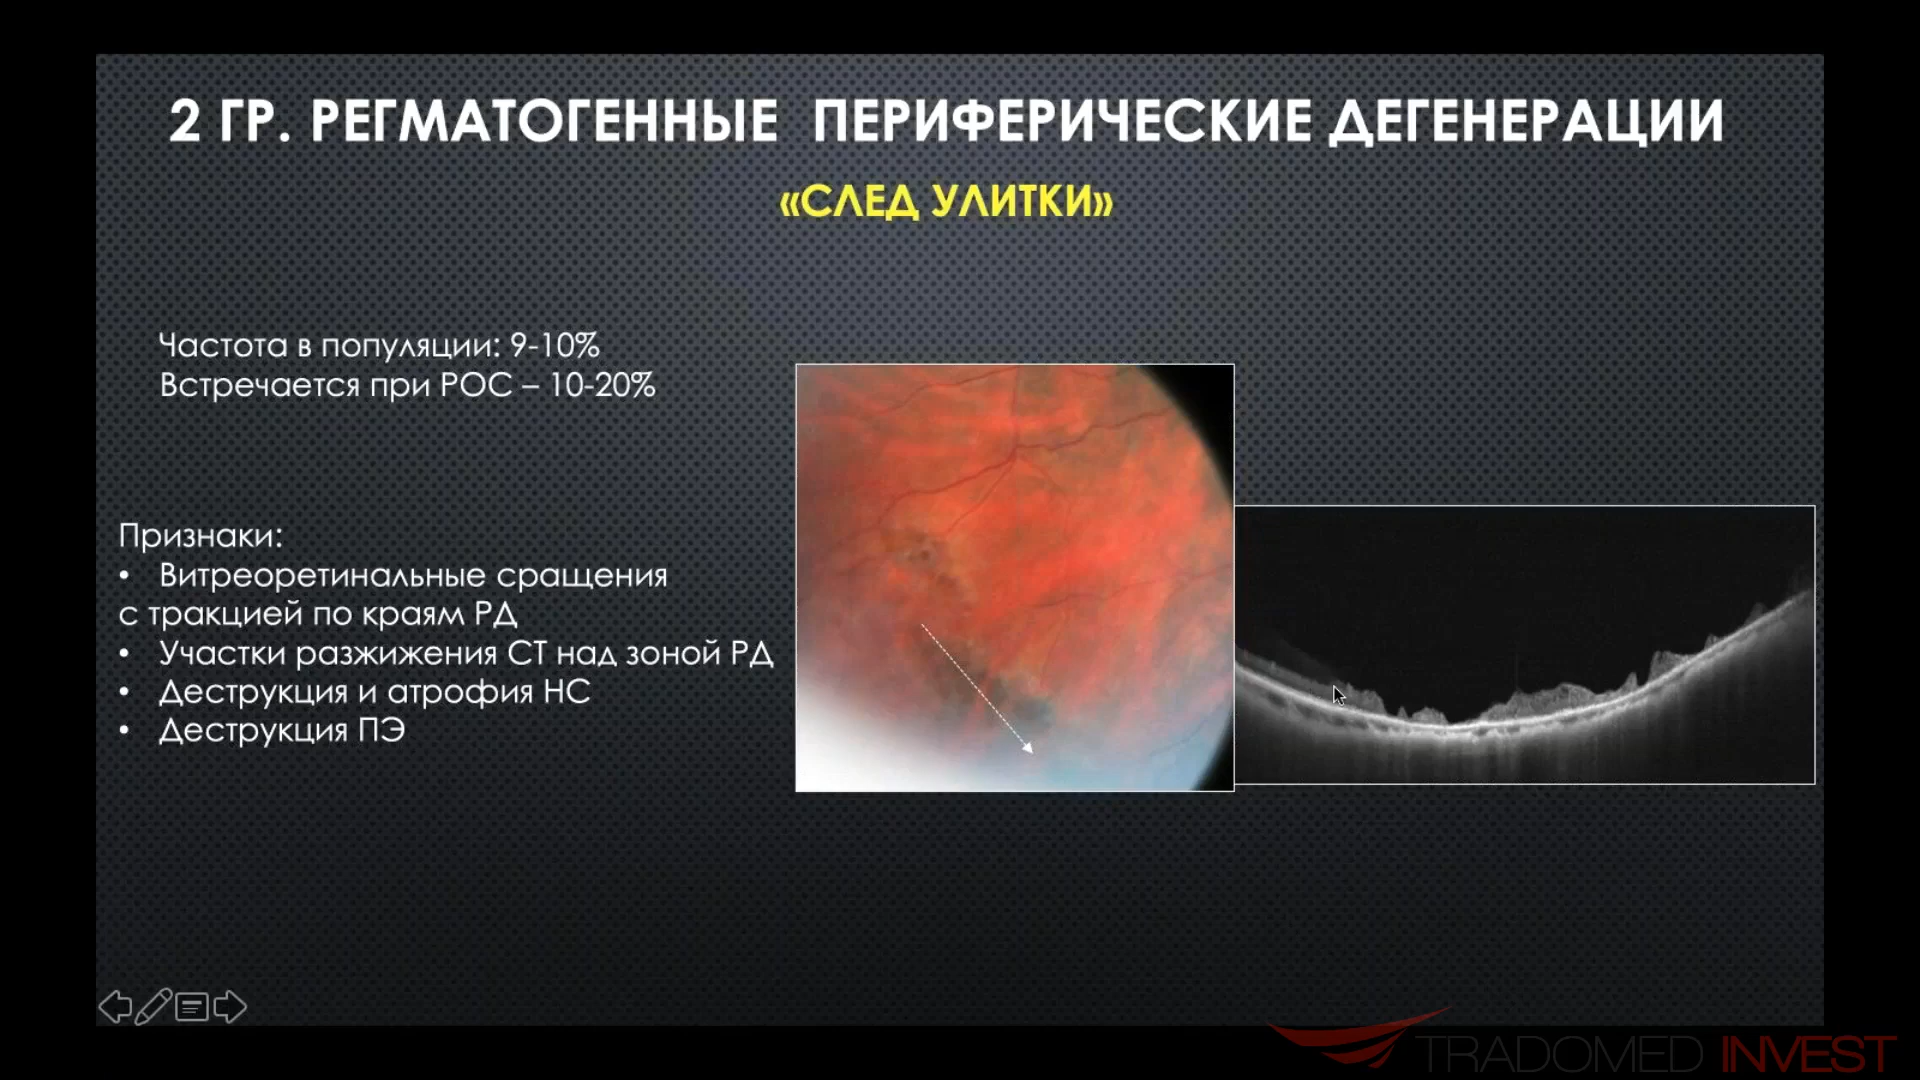 2 ГР. РЕГМАТОГЕННЫЕ ПЕРИФЕРИЧЕСКИЕ ДЕГЕНЕРАЦИИ
«СЛЕД УЛИТКИ»
Частота в популяции: 9-10%
Встречается при РОС – 10-20%
Признаки:
• Витреоретинальные сращения
с тракцией по краям РД
• Участки разжижения СТ над зоной РД
• Деструкция и атрофия НС
• Деструкция ПЭ
TRADOMED INVEST